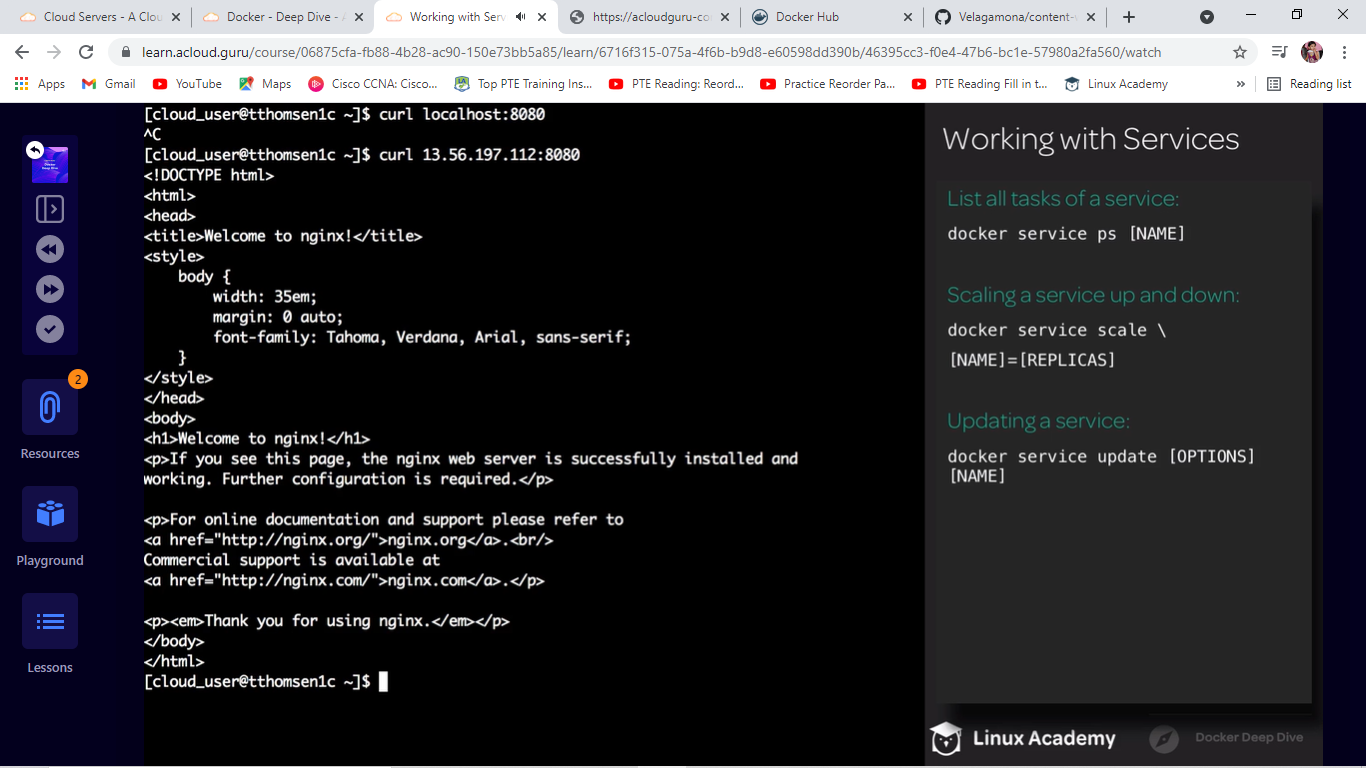 Cloud Servers - A Clou
Docker - Deep Dive - A
Working with Serv
https://acloudguru-co
Docker Hub
Velagamona/content-
learn.acloud.guru/course/06875cfa-fb88-4b28-ac90-150e73bb5a85/learn/6716f315-075a-4f6b-b9d8-e60598dd390b/46395cc3-f0e4-47b6-bc1e-57980a2fa560/watch
Apps
Gmail
YouTube
Maps
Cisco CCNA: Cisco...
Top PTE Training Ins...
PTE Reading: Reord...
Practice Reorder Pa...
PTE Reading Fill in t...
Linux Academy
»
Reading list
2
Resources
Playground
Lessons
[cloud_user@tthomsen1c ~]$ curl localhost:8080
^C
[cloud_user@tthomsen1c ~]$ curl 13.56.197.112:8080
<!DOCTYPE html>
<html>
<head>
<title>Welcome to nginx!</title>
<style>
    body {
        width: 35em;
        margin: 0 auto;
        font-family: Tahoma, Verdana, Arial, sans-serif;
    }
</style>
</head>
<body>
<h1>Welcome to nginx!</h1>
<p>If you see this page, the nginx web server is successfully installed and
working. Further configuration is required.</p>
<p>For online documentation and support please refer to
<a href="http://nginx.org/">nginx.org</a>.<br/>
Commercial support is available at
<a href="http://nginx.com/">nginx.com</a>.</p>
<p><em>Thank you for using nginx.</em></p>
</body>
</html>
[cloud_user@tthomsen1c ~]$
Working with Services
List all tasks of a service:
docker service ps [NAME]
Scaling a service up and down:
docker service scale \
[NAME]=[REPLICAS]
Updating a service:
docker service update [OPTIONS]
[NAME]
Linux Academy
Docker Deep Dive